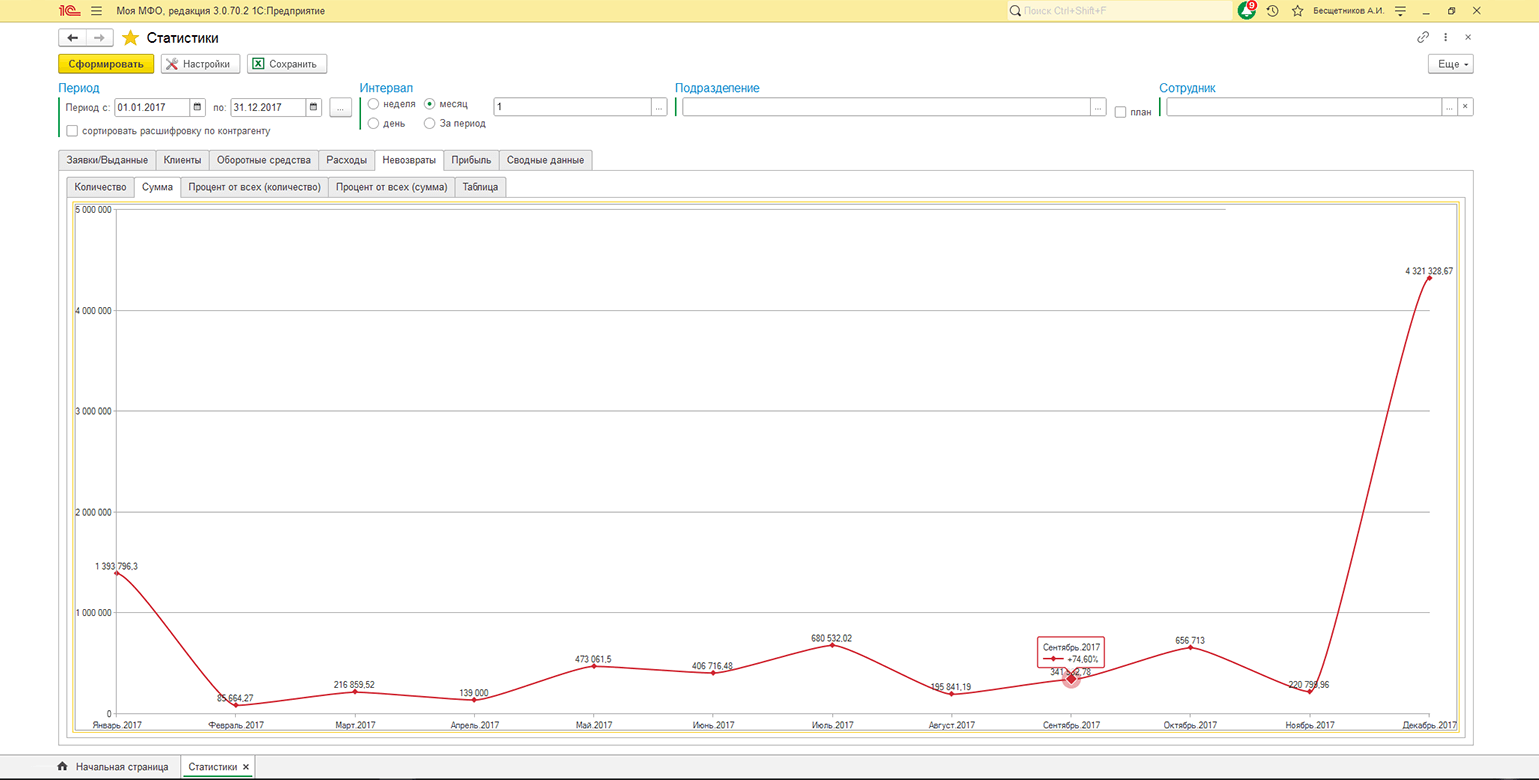 1С Моя МФО, редакция 3.0.70.2 1С:Предприятие Поиск Ctrl+Shift+F 9 Бесщетников А.И.
Статистики
Сформировать Настройки Сохранить Еще
Период Интервал Подразделение Сотрудник
Период с: 01.01.2017 по: 31.12.2017 ... неделя месяц 1 ... ... план ... ×
сортировать расшифровку по контрагенту день За период
Заявки/Выданные Клиенты Оборотные средства Расходы Невозвраты Прибыль Сводные данные
Количество Сумма Процент от всех (количество) Процент от всех (сумма) Таблица
5 000 000
4 321 328,67
4 000 000
3 000 000
2 000 000
1 393 796,3
1 000 000
680 532,02
656 713
Сентябрь.2017
+74,60%
473 061,5
406 716,48
216 859,52
195 841,19
220 799,96
139 000
85 664,27
0
Январь.2017 Февраль.2017 Март.2017 Апрель.2017 Май.2017 Июнь.2017 Июль.2017 Август.2017 Сентябрь.2017 Октябрь.2017 Ноябрь.2017 Декабрь.2017
Начальная страница Статистики ×